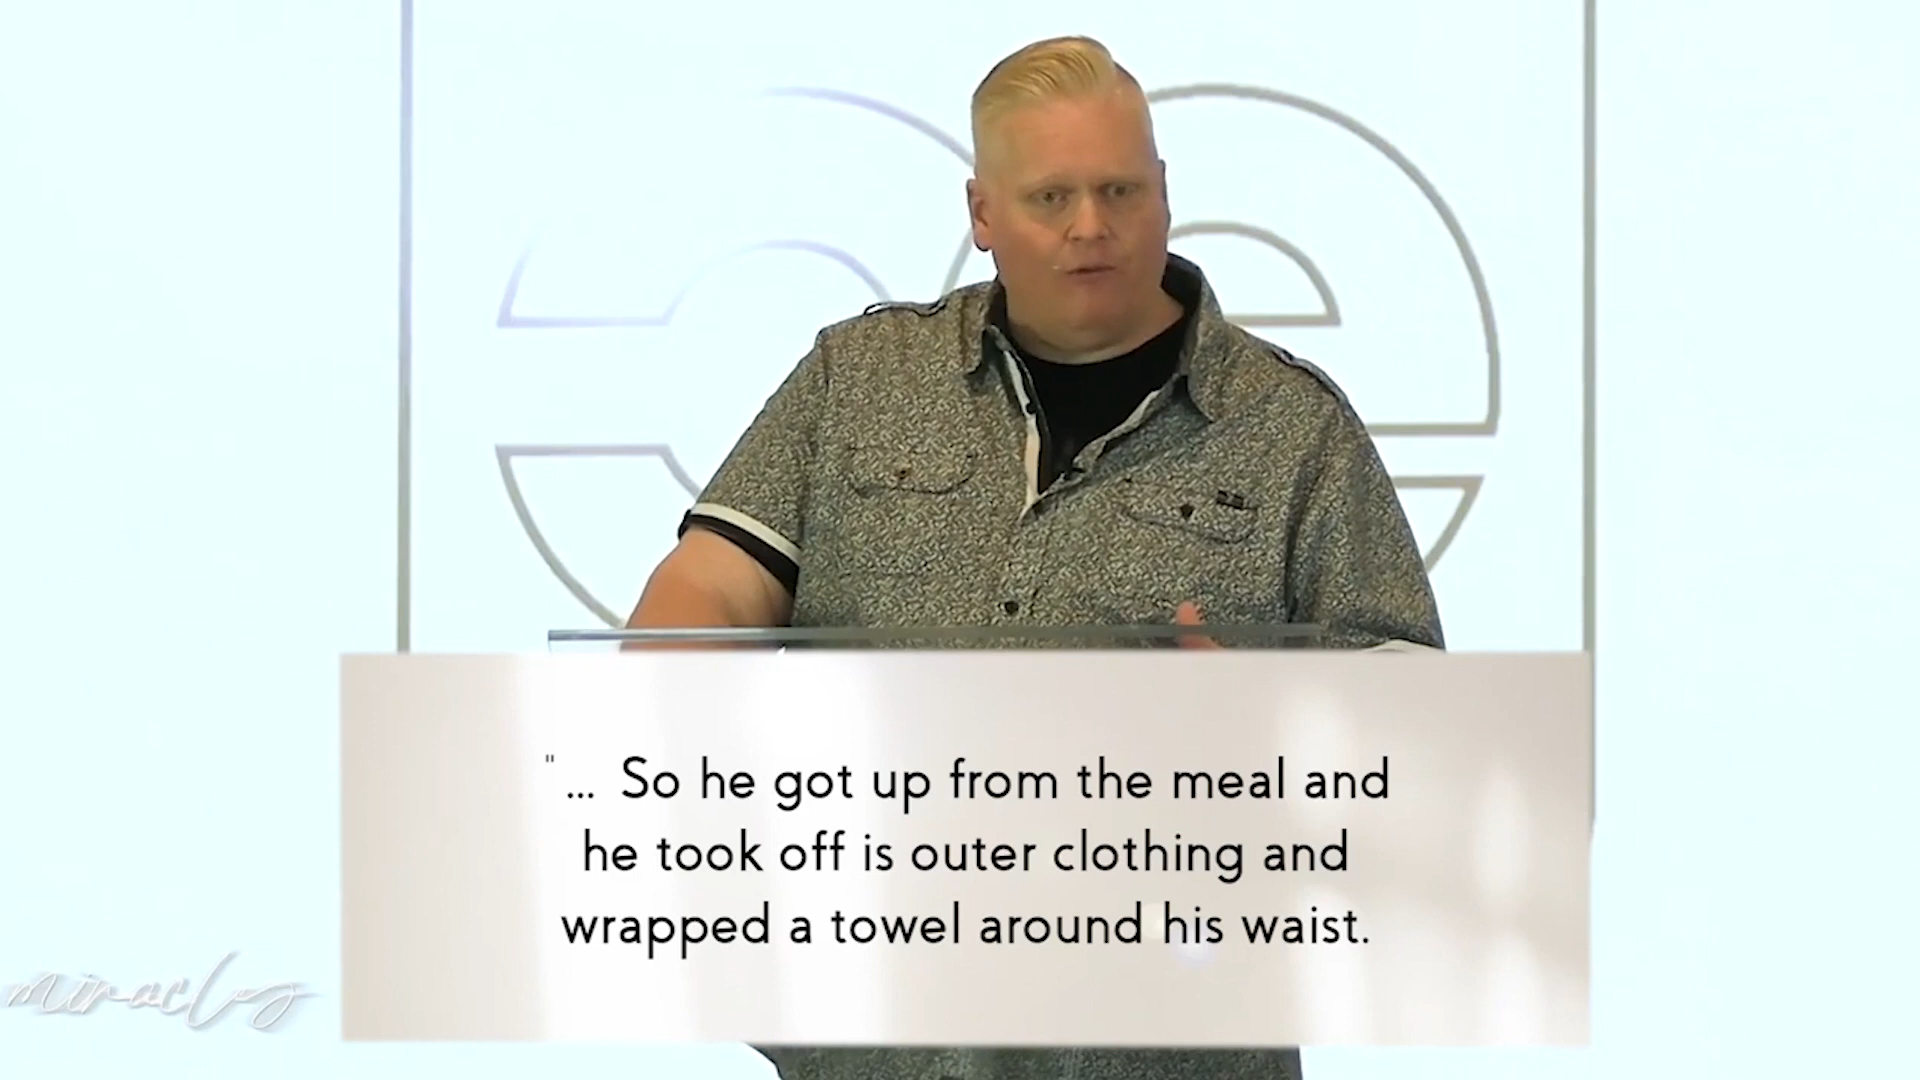 "... So he got up from the meal and
he took off is outer clothing and
wrapped a towel around his waist.
miracles